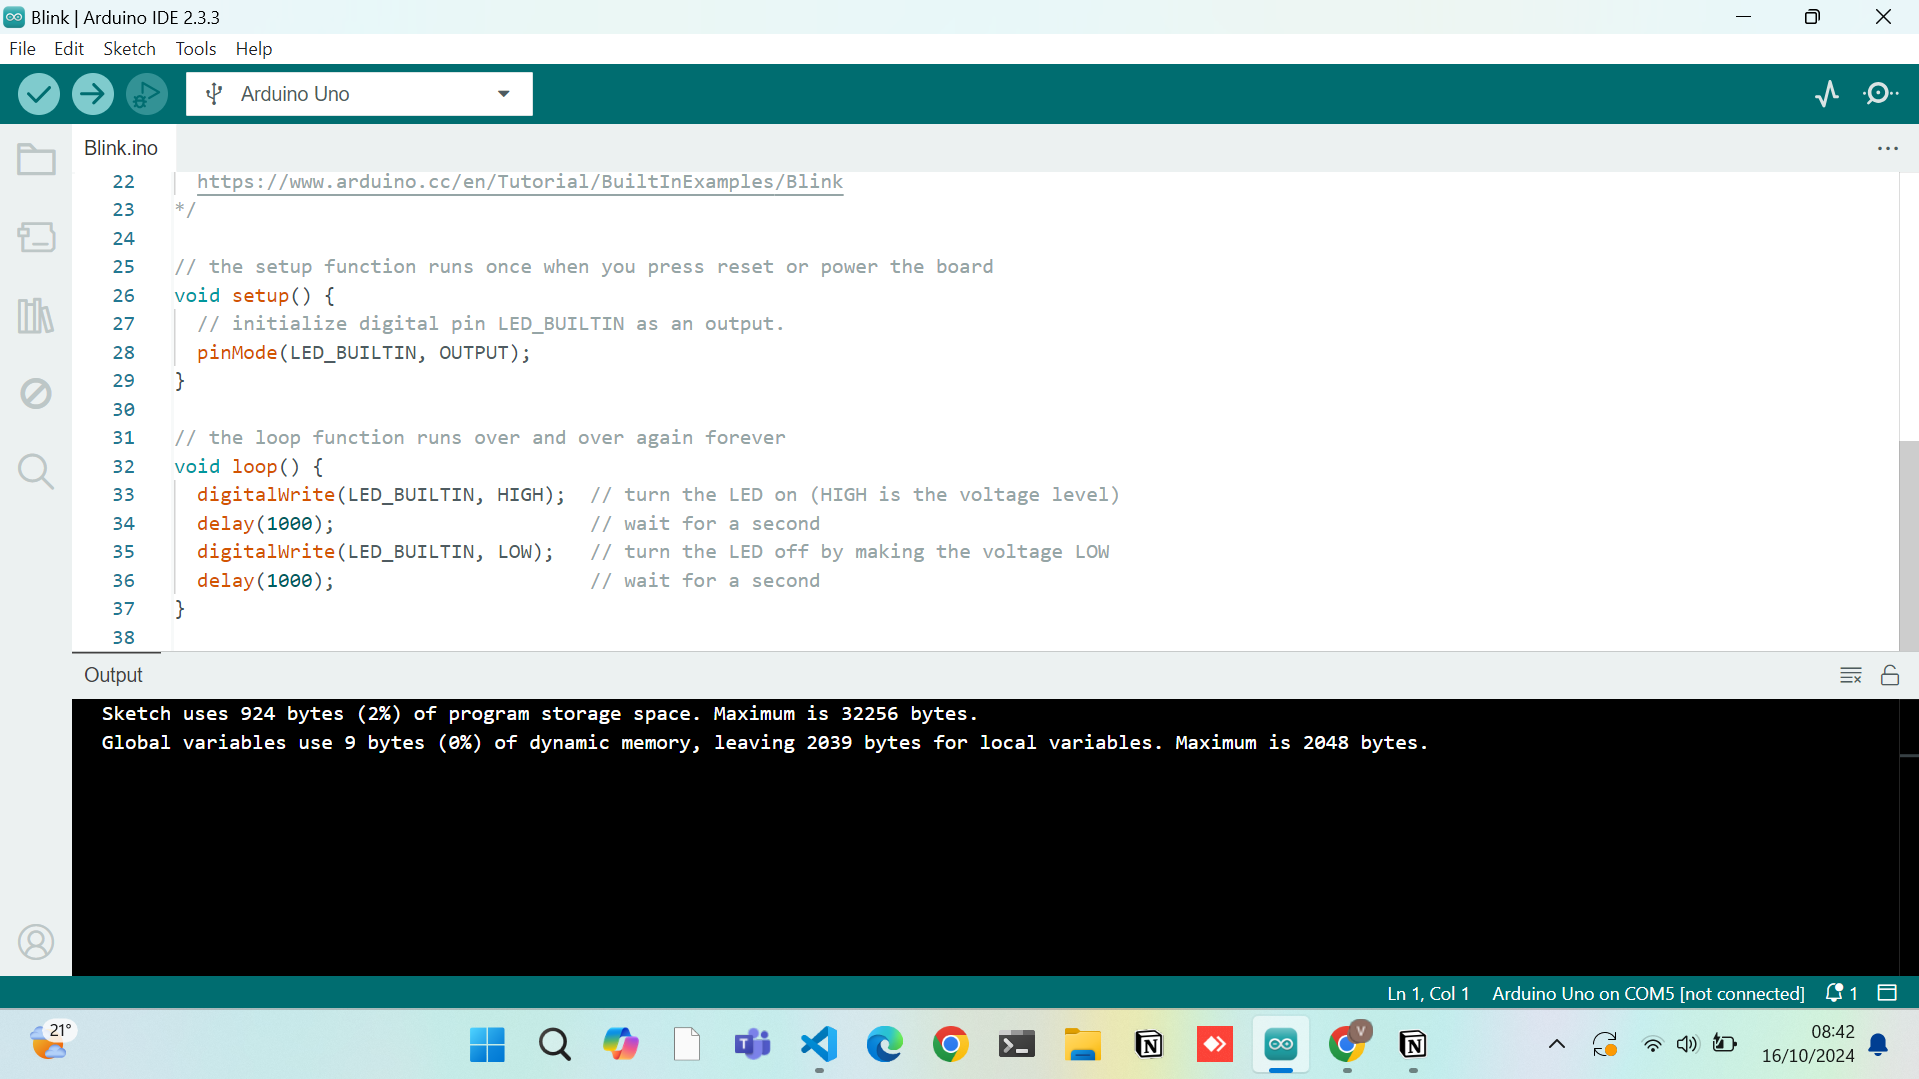 Blink | Arduino IDE 2.3.3
File Edit Sketch Tools Help
Arduino Uno
Blink.ino
22 https://www.arduino.cc/en/Tutorial/BuiltInExamples/Blink
23 */
24
25 // the setup function runs once when you press reset or power the board
26 void setup() {
27 // initialize digital pin LED_BUILTIN as an output.
28 pinMode(LED_BUILTIN, OUTPUT);
29 }
30
31 // the loop function runs over and over again forever
32 void loop() {
33 digitalWrite(LED_BUILTIN, HIGH); // turn the LED on (HIGH is the voltage level)
34 delay(1000); // wait for a second
35 digitalWrite(LED_BUILTIN, LOW); // turn the LED off by making the voltage LOW
36 delay(1000); // wait for a second
37 }
38
Output
Sketch uses 924 bytes (2%) of program storage space. Maximum is 32256 bytes.
Global variables use 9 bytes (0%) of dynamic memory, leaving 2039 bytes for local variables. Maximum is 2048 bytes.
Ln 1, Col 1 Arduino Uno on COM5 [not connected] 1
21°
V
08:42
16/10/2024